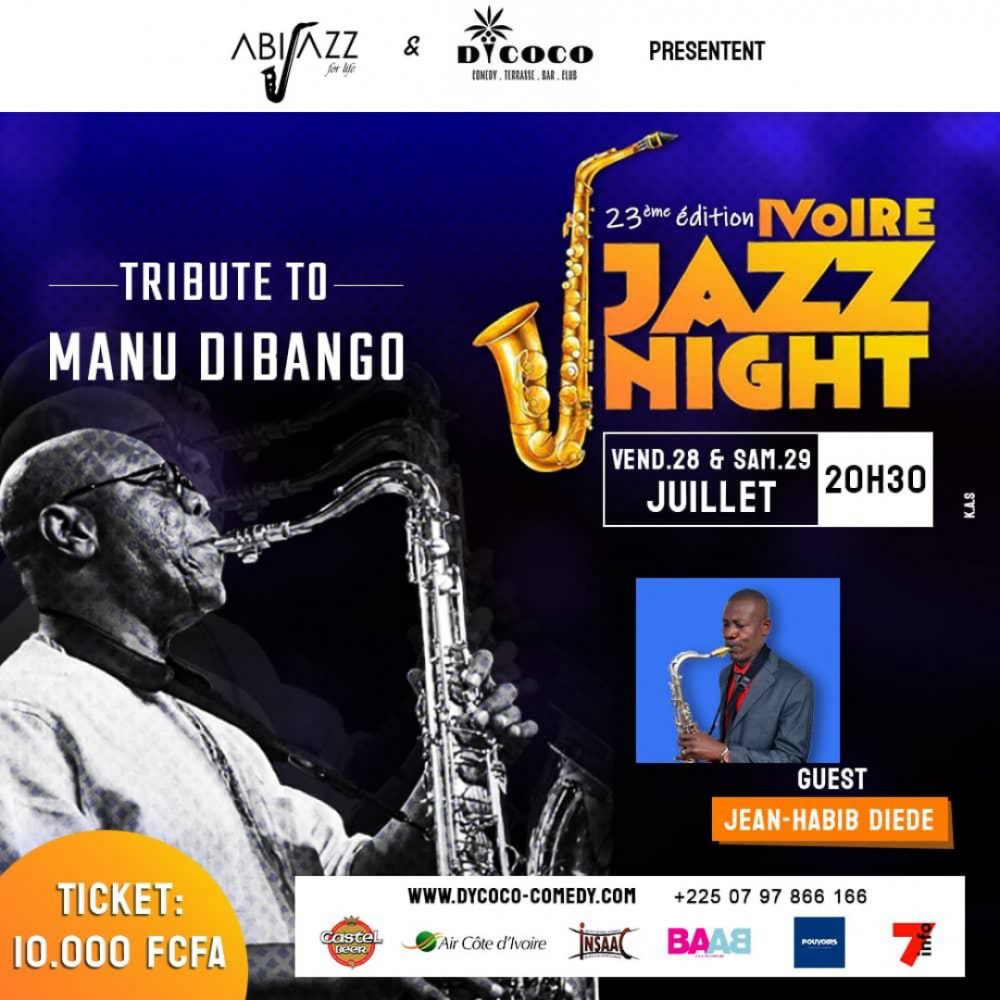 ABIJAZZ
for life
&
DYCOCO
COMEDY . TERRASSE . BAR . CLUB
PRESENTENT
23ème édition
IVOIRE
JAZZ
NIGHT
TRIBUTE TO
MANU DIBANGO
VEND.28 & SAM.29
JUILLET
20H30
K.A.S
GUEST
JEAN-HABIB DIEDE
TICKET:
10.000 FCFA
WWW.DYCOCO-COMEDY.COM
+225 07 97 866 166
CASTEL
BEER
Air Côte d'Ivoire
INSAAC
BAAB
POUVOIRS
7info